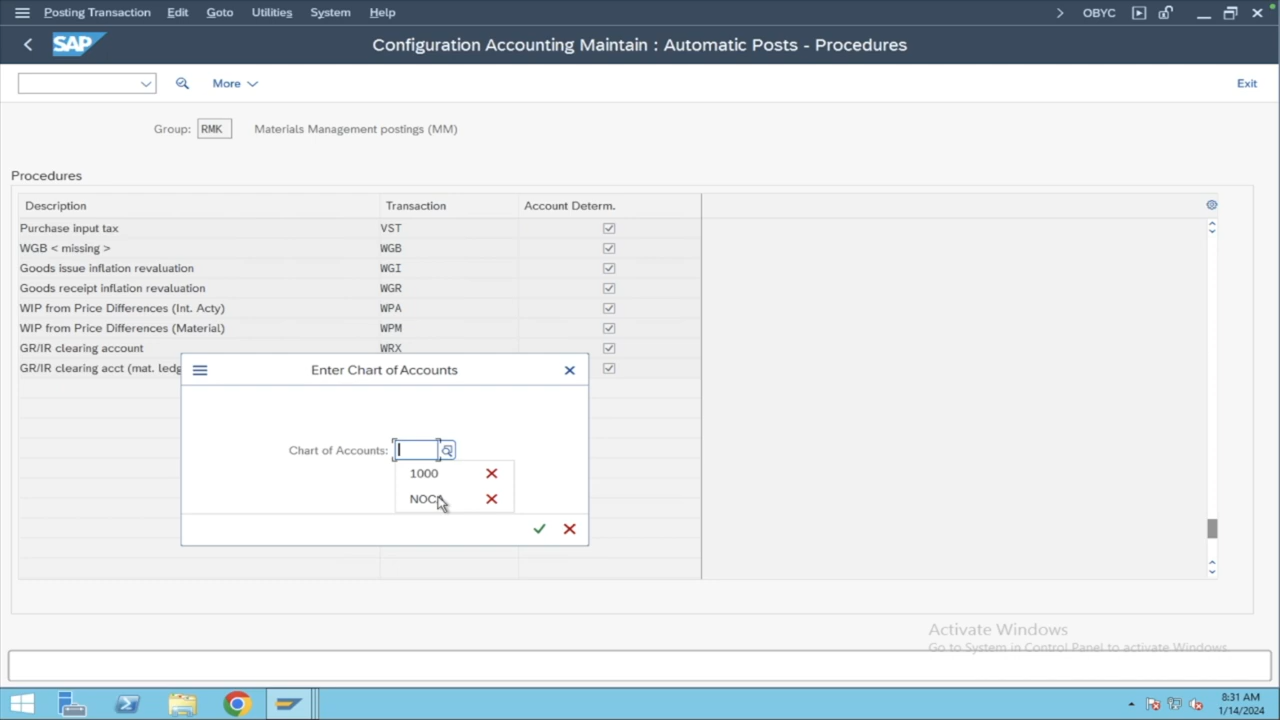 Posting Transaction Edit Goto Utilities System Help OBYC
SAP Configuration Accounting Maintain : Automatic Posts - Procedures
More Exit
Group: RMK Materials Management postings (MM)
Procedures
Description Transaction Account Determ.
Purchase input tax VST
WGB < missing > WGB
Goods issue inflation revaluation WGI
Goods receipt inflation revaluation WGR
WIP from Price Differences (Int. Acty) WPA
WIP from Price Differences (Material) WPM
GR/IR clearing account WRX
GR/IR clearing acct (mat. ledg
Enter Chart of Accounts
Chart of Accounts:
1000
Activate Windows
Go to System in Control Panel to activate Windows.
8:31 AM
1/14/2024